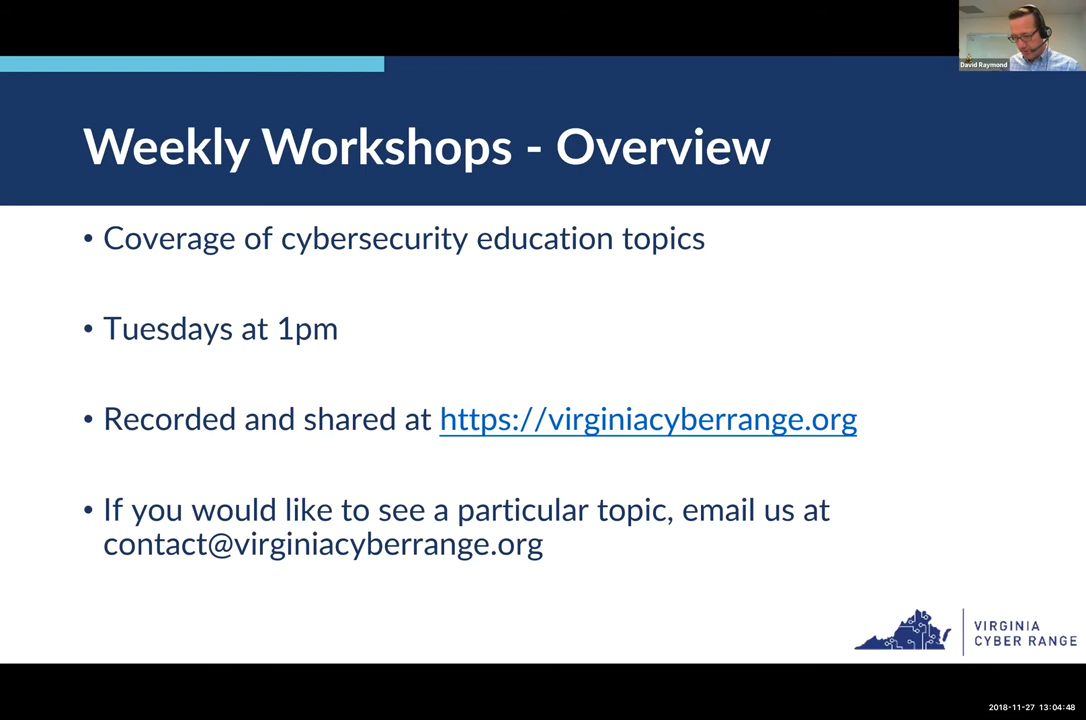 David Raymond
Weekly Workshops - Overview
• Coverage of cybersecurity education topics
• Tuesdays at 1pm
• Recorded and shared at https://virginiacyberrange.org
• If you would like to see a particular topic, email us at
contact@virginiacyberrange.org
VIRGINIA
CYBER RANGE
2018-11-27 13:04:48